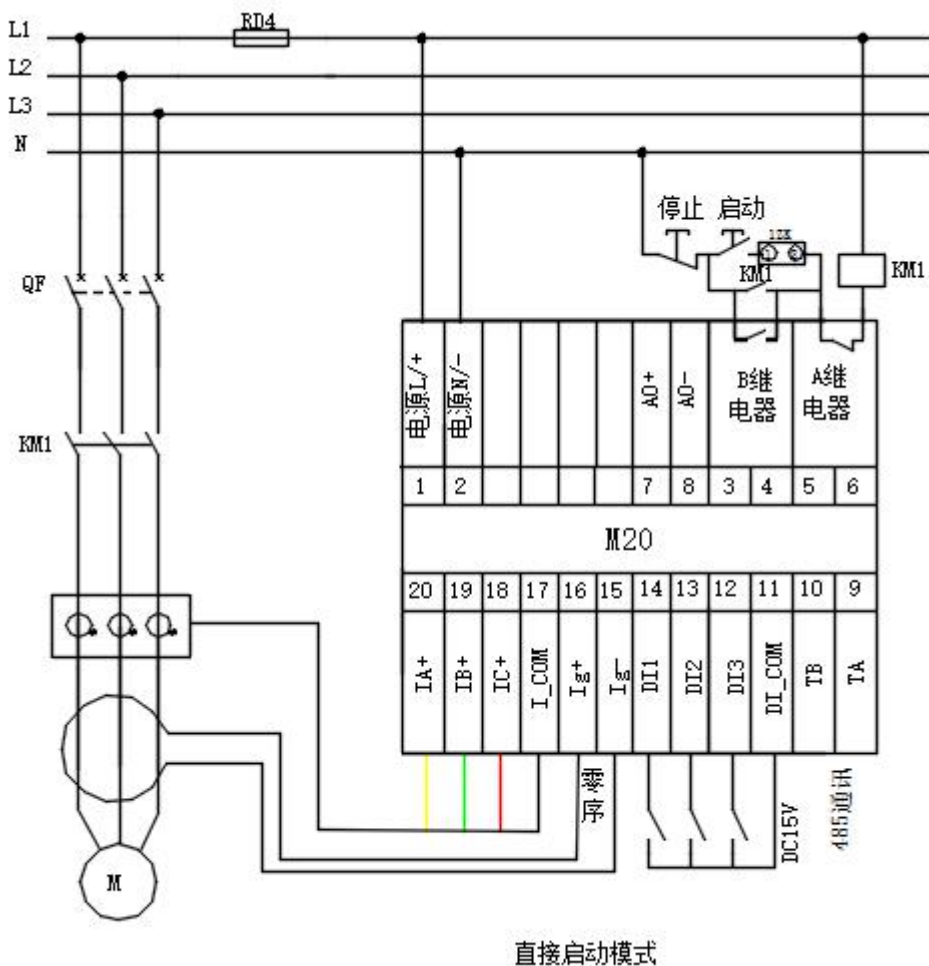 L1
RD4
L2
L3
N
停止 启动
KM1
KM1
QF
KM1
电源L/+
电源N/-
AO+
AO-
B继
电器
A继
电器
1 2 7 8 3 4 5 6
M20
20 19 18 17 16 15 14 13 12 11 10 9
IA+
IB+
IC+
I_COM
Ig+
Ig-
DI1
DI2
DI3
DI_COM
TB
TA
零序
DC15V
485通讯
M
直接启动模式